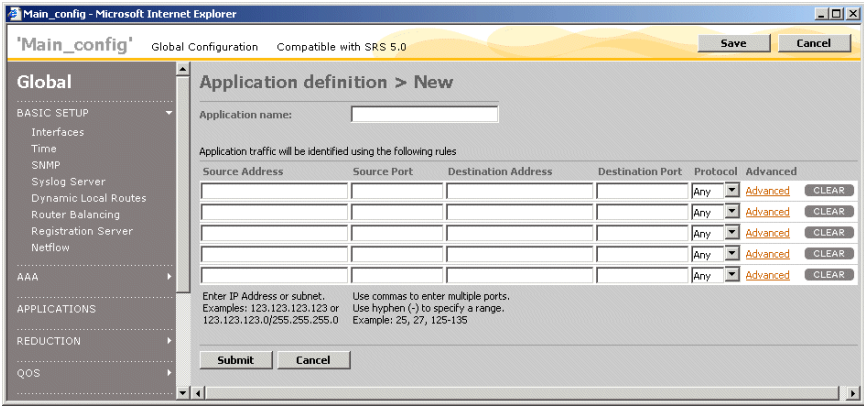 Main_config - Microsoft Internet Explorer
'Main_config' Global Configuration Compatible with SRS 5.0 Save Cancel
Global
BASIC SETUP
Interfaces
Time
SNMP
Syslog Server
Dynamic Local Routes
Router Balancing
Registration Server
Netflow
AAA
APPLICATIONS
REDUCTION
QOS
Application definition > New
Application name:
Application traffic will be identified using the following rules
Source Address Source Port Destination Address Destination Port Protocol Advanced
Any Advanced CLEAR
Any Advanced CLEAR
Any Advanced CLEAR
Any Advanced CLEAR
Any Advanced CLEAR
Enter IP Address or subnet.
Examples: 123.123.123.123 or
123.123.123.0/255.255.255.0
Use commas to enter multiple ports.
Use hyphen (-) to specify a range.
Example: 25, 27, 125-135
Submit Cancel